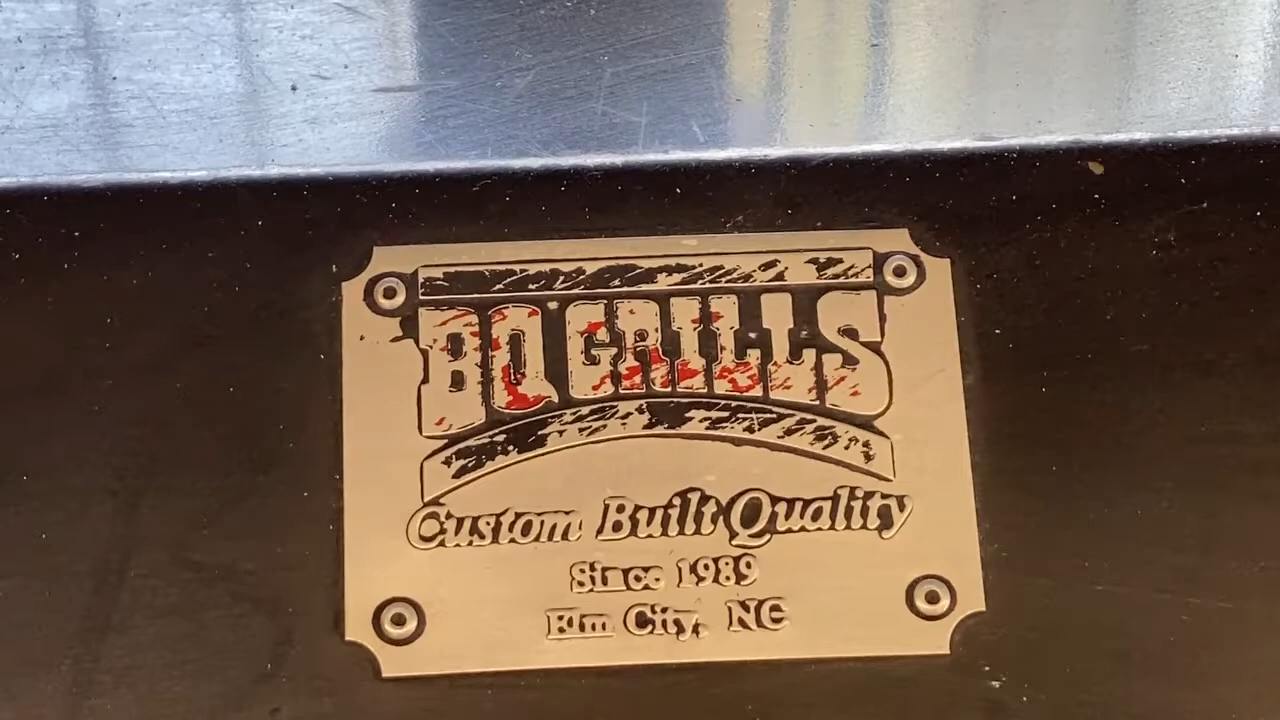 BQ GRILLS
Custom Built Quality
Since 1989
Elm City, NC